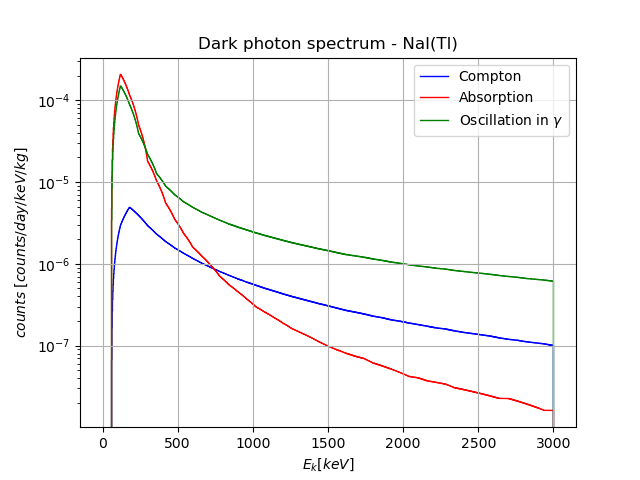 Dark photon spectrum - NaI(Tl)
Compton
Absorption
Oscillation in γ
10⁻⁴
10⁻⁵
10⁻⁶
10⁻⁷
counts [counts/day/keV/kg]
0 500 1000 1500 2000 2500 3000
E_k[keV]